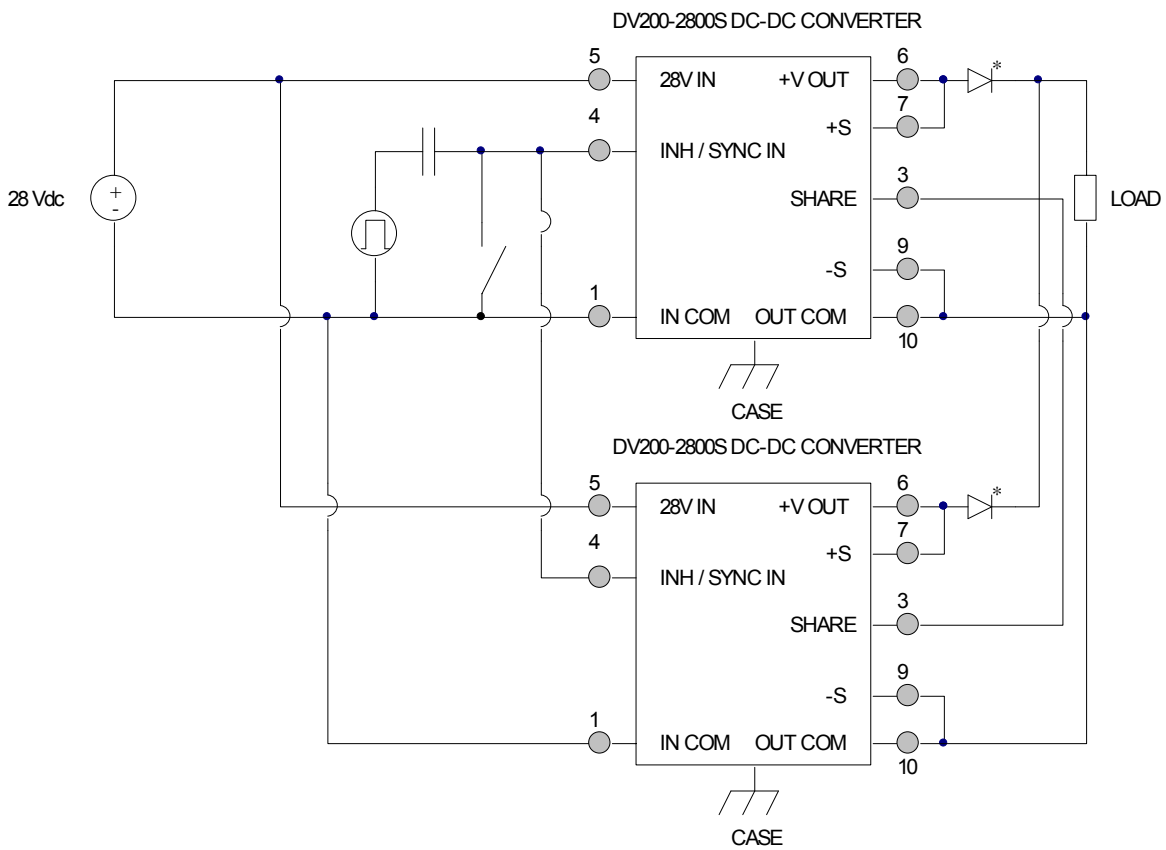 DV200-2800S DC-DC CONVERTER
5
28V IN
+V OUT
6
*
7
+S
4
INH / SYNC IN
3
SHARE
28 Vdc
+
-
LOAD
9
-S
1
IN COM
OUT COM
10
CASE
DV200-2800S DC-DC CONVERTER
5
28V IN
+V OUT
6
*
7
+S
4
INH / SYNC IN
3
SHARE
9
-S
1
IN COM
OUT COM
10
CASE